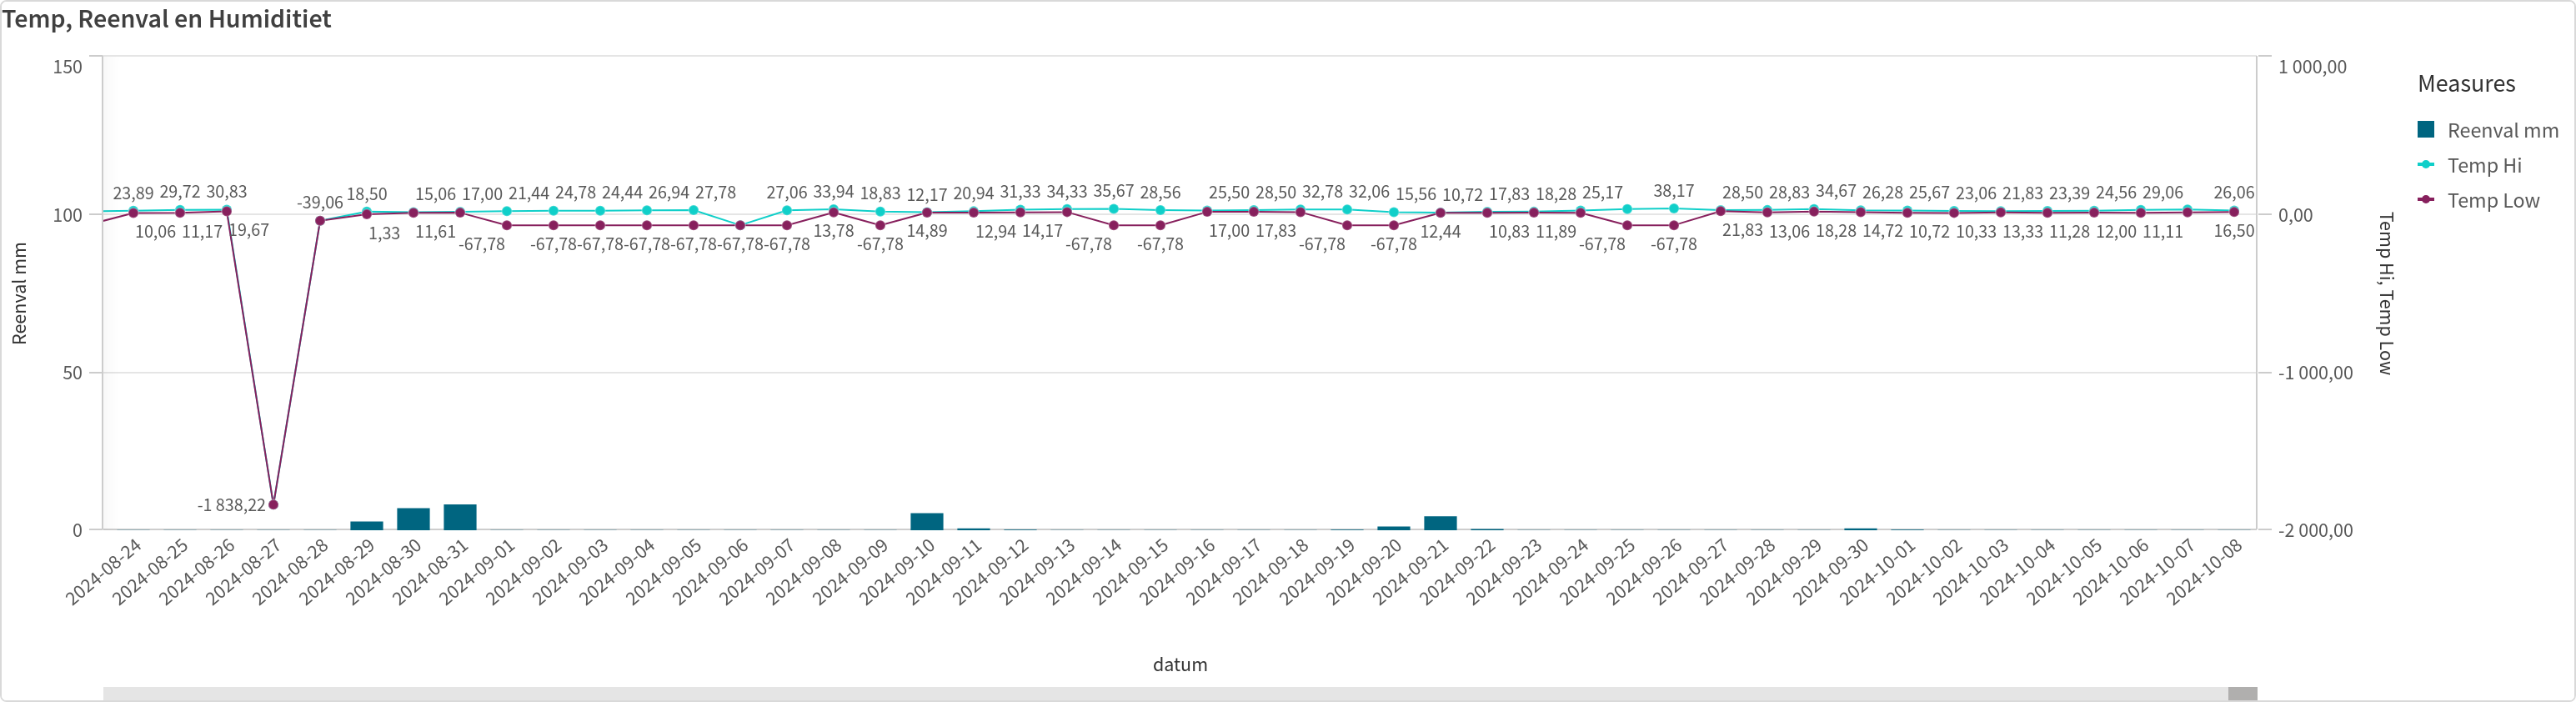 Temp, Reenval en Humiditiet
150
100
50
0
Reenval mm
1 000,00
0,00
-1 000,00
-2 000,00
Temp Hi, Temp Low
Measures
Reenval mm
Temp Hi
Temp Low
23,89 29,72 30,83 -39,06 18,50 15,06 17,00 21,44 24,78 24,44 26,94 27,78 27,06 33,94 18,83 12,17 20,94 31,33 34,33 35,67 28,56 25,50 28,50 32,78 32,06 15,56 10,72 17,83 18,28 25,17 38,17 28,50 28,83 34,67 26,28 25,67 23,06 21,83 23,39 24,56 29,06 26,06
10,06 11,17 19,67 1,33 11,61 -67,78 -67,78 -67,78 -67,78 -67,78 -67,78 -67,78 13,78 -67,78 14,89 12,94 14,17 -67,78 -67,78 17,00 17,83 -67,78 -67,78 12,44 10,83 11,89 -67,78 -67,78 21,83 13,06 18,28 14,72 10,72 10,33 13,33 11,28 12,00 11,11 16,50
-1 838,22
2024-08-24 2024-08-25 2024-08-26 2024-08-27 2024-08-28 2024-08-29 2024-08-30 2024-08-31 2024-09-01 2024-09-02 2024-09-03 2024-09-04 2024-09-05 2024-09-06 2024-09-07 2024-09-08 2024-09-09 2024-09-10 2024-09-11 2024-09-12 2024-09-13 2024-09-14 2024-09-15 2024-09-16 2024-09-17 2024-09-18 2024-09-19 2024-09-20 2024-09-21 2024-09-22 2024-09-23 2024-09-24 2024-09-25 2024-09-26 2024-09-27 2024-09-28 2024-09-29 2024-09-30 2024-10-01 2024-10-02 2024-10-03 2024-10-04 2024-10-05 2024-10-06 2024-10-07 2024-10-08
datum